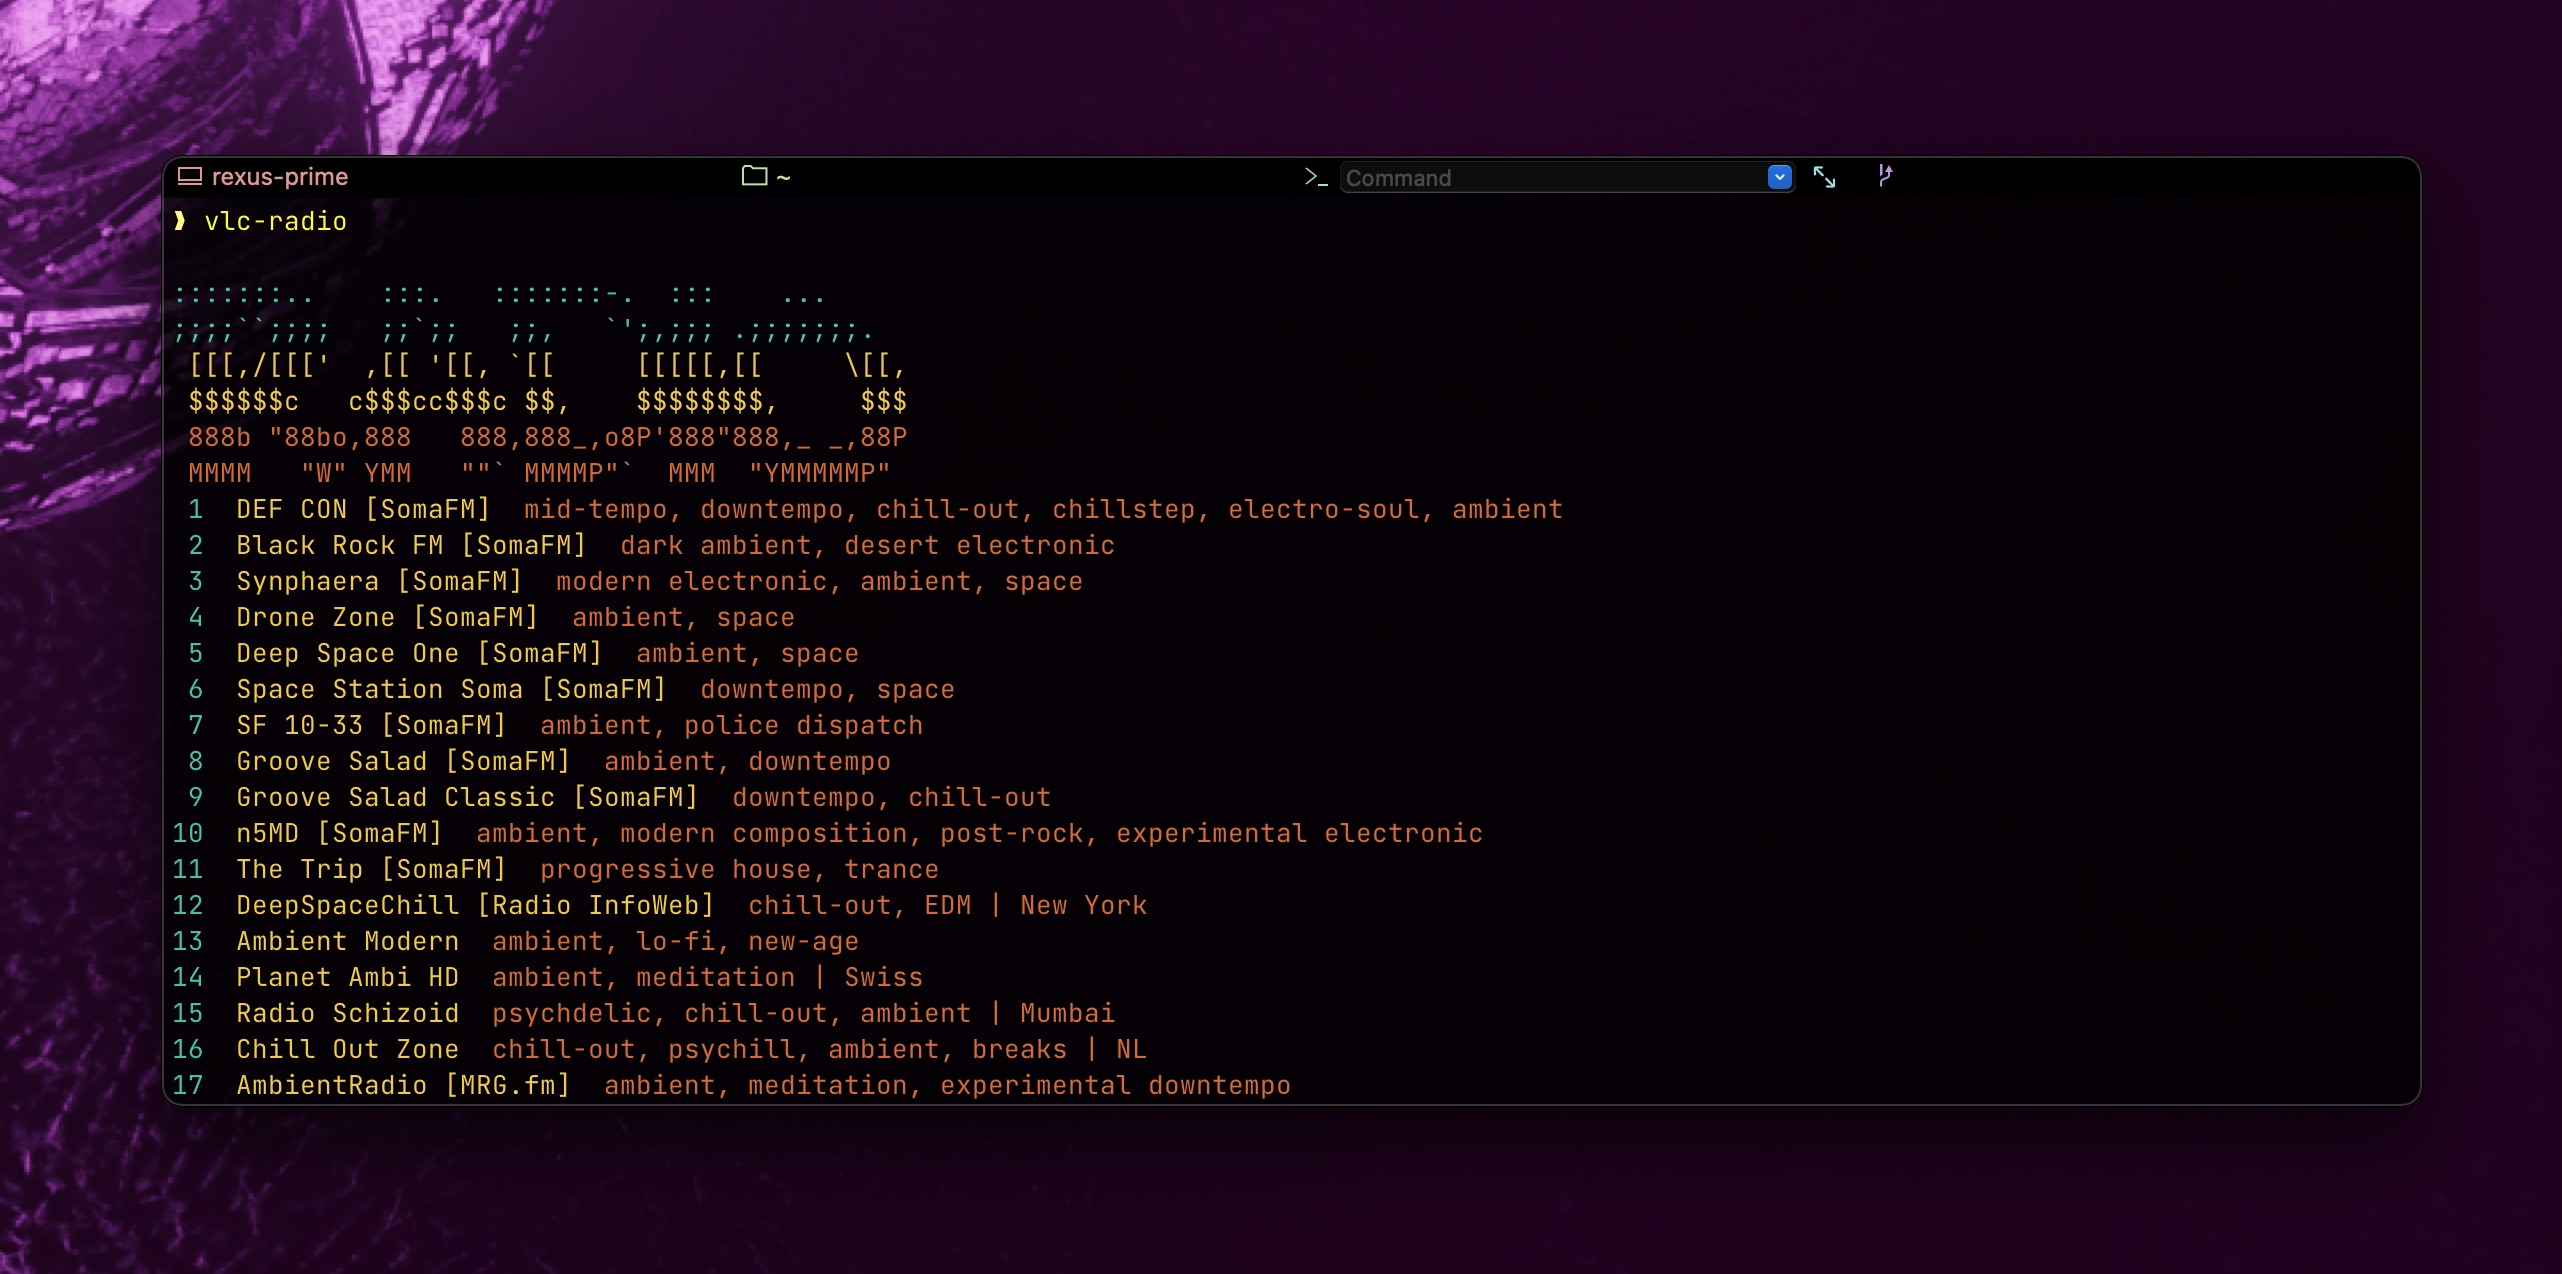 rexus-prime
~
>_ Command
❱ vlc-radio
:::::::..    :::.   :::::::-.  :::    ...
;;;;``;;;;   ;;`;;   ;;,   `';,;;; .;;;;;;;.
 [[[,/[[['  ,[[ '[[, `[[     [[[[[,[[     \[[,
 $$$$$$c   c$$$cc$$$c $$,    $$$$$$$$,     $$$
 888b "88bo,888   888,888_,o8P'888"888,_ _,88P
 MMMM   "W" YMM   ""` MMMMP"`  MMM  "YMMMMMP"
1  DEF CON [SomaFM]  mid-tempo, downtempo, chill-out, chillstep, electro-soul, ambient
2  Black Rock FM [SomaFM]  dark ambient, desert electronic
3  Synphaera [SomaFM]  modern electronic, ambient, space
4  Drone Zone [SomaFM]  ambient, space
5  Deep Space One [SomaFM]  ambient, space
6  Space Station Soma [SomaFM]  downtempo, space
7  SF 10-33 [SomaFM]  ambient, police dispatch
8  Groove Salad [SomaFM]  ambient, downtempo
9  Groove Salad Classic [SomaFM]  downtempo, chill-out
10  n5MD [SomaFM]  ambient, modern composition, post-rock, experimental electronic
11  The Trip [SomaFM]  progressive house, trance
12  DeepSpaceChill [Radio InfoWeb]  chill-out, EDM | New York
13  Ambient Modern  ambient, lo-fi, new-age
14  Planet Ambi HD  ambient, meditation | Swiss
15  Radio Schizoid  psychdelic, chill-out, ambient | Mumbai
16  Chill Out Zone  chill-out, psychill, ambient, breaks | NL
17  AmbientRadio [MRG.fm]  ambient, meditation, experimental downtempo